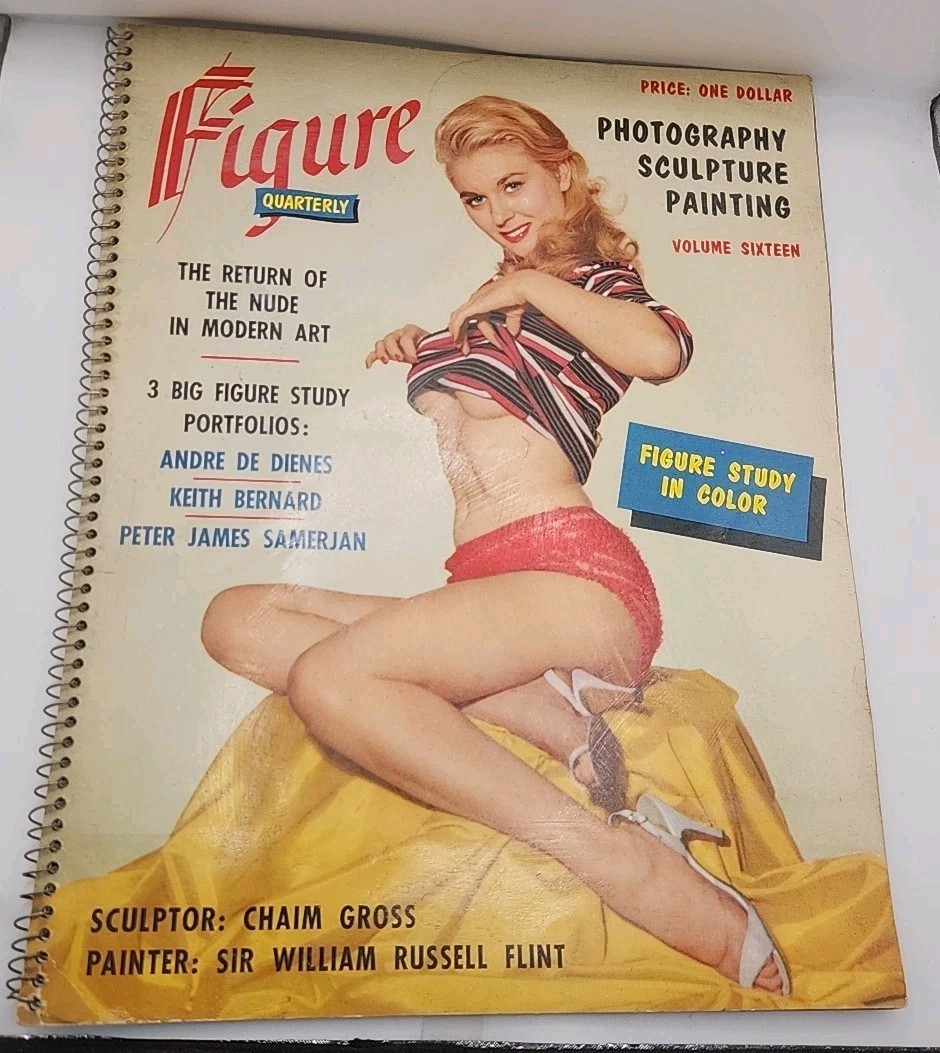 Figure
QUARTERLY
PRICE: ONE DOLLAR
PHOTOGRAPHY
SCULPTURE
PAINTING
VOLUME SIXTEEN
THE RETURN OF
THE NUDE
IN MODERN ART
3 BIG FIGURE STUDY
PORTFOLIOS:
ANDRE DE DIENES
KEITH BERNARD
PETER JAMES SAMERJAN
FIGURE STUDY
IN COLOR
SCULPTOR: CHAIM GROSS
PAINTER: SIR WILLIAM RUSSELL FLINT